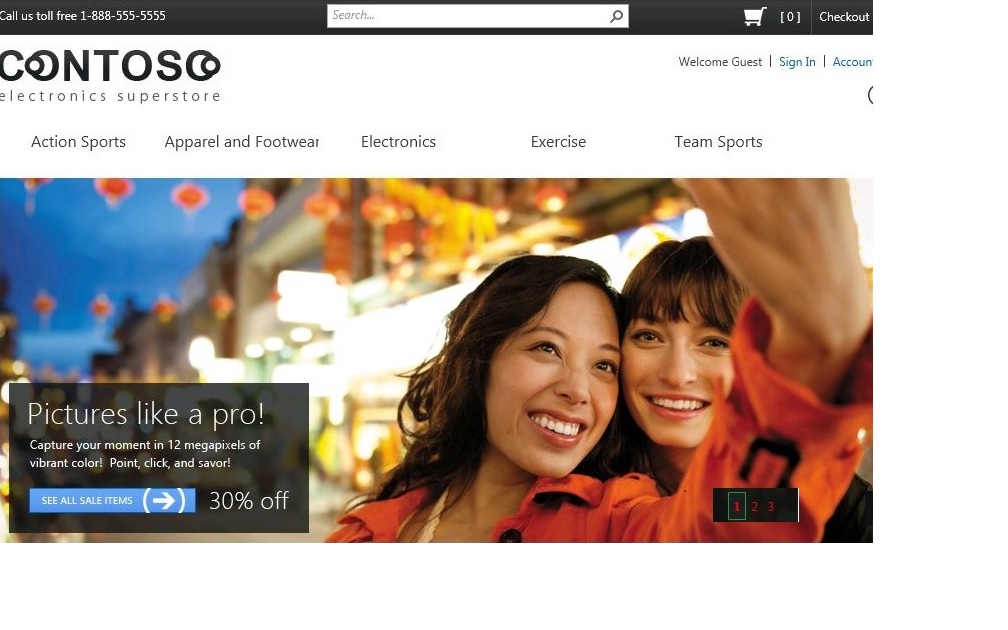 Call us toll free 1-888-555-5555
Search...
[ 0 ]
Checkout
CONTOSO
electronics superstore
Welcome Guest | Sign In | Accoun
Action Sports
Apparel and Footwear
Electronics
Exercise
Team Sports
Pictures like a pro!
Capture your moment in 12 megapixels of
vibrant color! Point, click, and savor!
SEE ALL SALE ITEMS
30% off
1 2 3